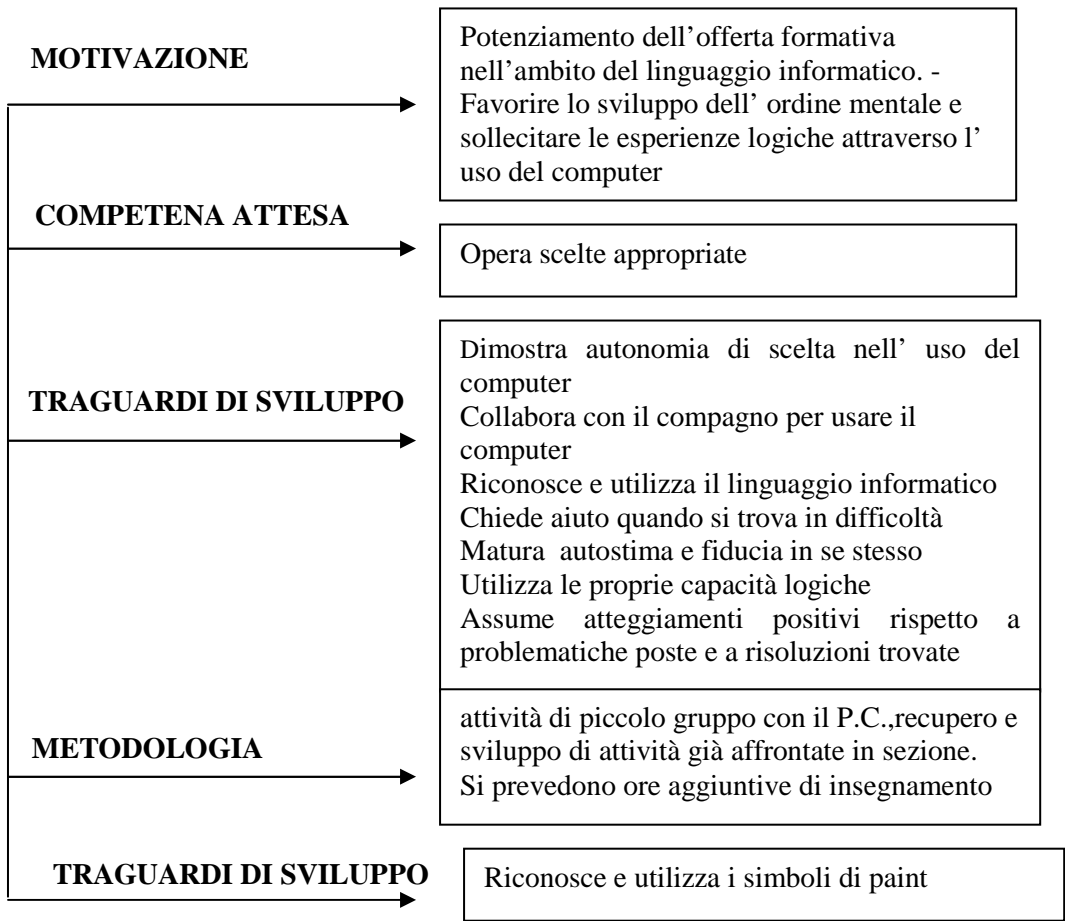 MOTIVAZIONE
Potenziamento dell’offerta formativa
nell’ambito del linguaggio informatico. -
Favorire lo sviluppo dell’ ordine mentale e
sollecitare le esperienze logiche attraverso l’
uso del computer
COMPETENA ATTESA
Opera scelte appropriate
TRAGUARDI DI SVILUPPO
Dimostra autonomia di scelta nell’ uso del
computer
Collabora con il compagno per usare il
computer
Riconosce e utilizza il linguaggio informatico
Chiede aiuto quando si trova in difficoltà
Matura autostima e fiducia in se stesso
Utilizza le proprie capacità logiche
Assume atteggiamenti positivi rispetto a
problematiche poste e a risoluzioni trovate
METODOLOGIA
attività di piccolo gruppo con il P.C.,recupero e
sviluppo di attività già affrontate in sezione.
Si prevedono ore aggiuntive di insegnamento
TRAGUARDI DI SVILUPPO
Riconosce e utilizza i simboli di paint